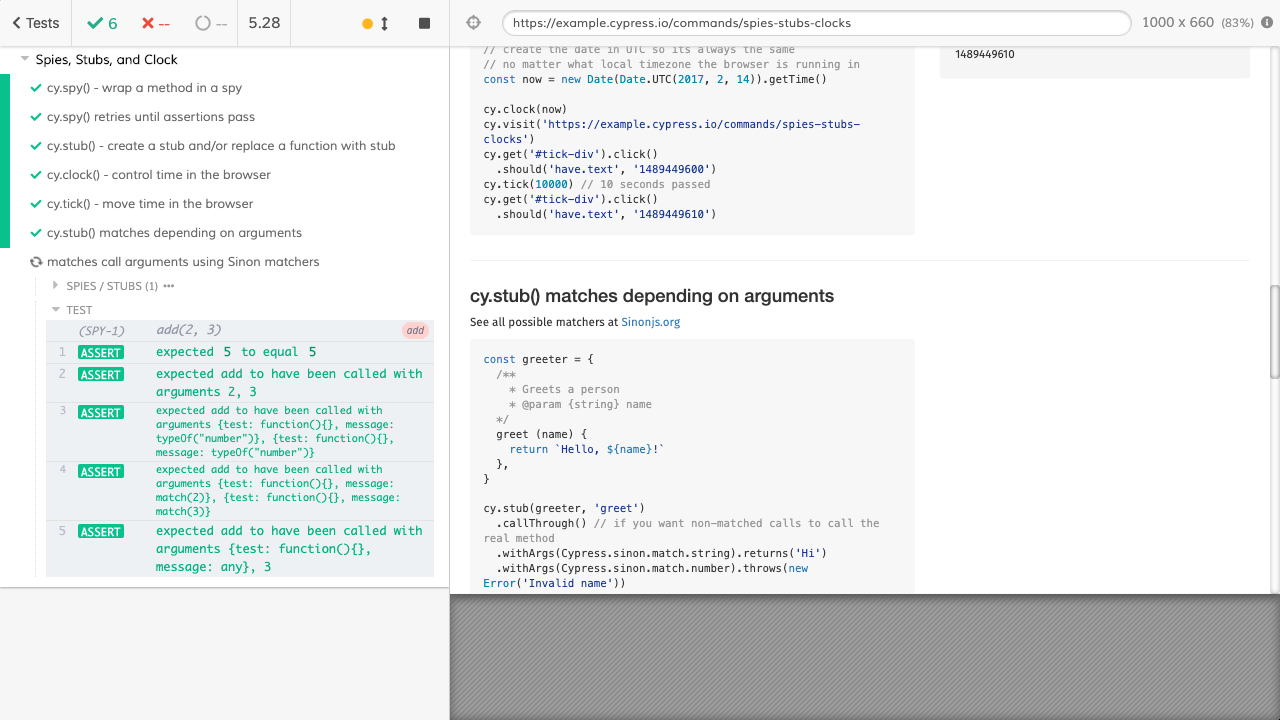 Tests
6
--
--
5.28
https://example.cypress.io/commands/spies-stubs-clocks
1000 x 660 (83%)
Spies, Stubs, and Clock
cy.spy() - wrap a method in a spy
cy.spy() retries until assertions pass
cy.stub() - create a stub and/or replace a function with stub
cy.clock() - control time in the browser
cy.tick() - move time in the browser
cy.stub() matches depending on arguments
matches call arguments using Sinon matchers
SPIES / STUBS (1) •••
TEST
(SPY-1) add(2, 3) add
1 ASSERT expected 5 to equal 5
2 ASSERT expected add to have been called with
arguments 2, 3
3 ASSERT expected add to have been called with
arguments {test: function(){}, message:
typeOf("number")}, {test: function(){},
message: typeOf("number")}
4 ASSERT expected add to have been called with
arguments {test: function(){}, message:
match(2)}, {test: function(){}, message:
match(3)}
5 ASSERT expected add to have been called with
arguments {test: function(){},
message: any}, 3
// create the date in UTC so its always the same
// no matter what local timezone the browser is running in
const now = new Date(Date.UTC(2017, 2, 14)).getTime()
cy.clock(now)
cy.visit('https://example.cypress.io/commands/spies-stubs-
clocks')
cy.get('#tick-div').click()
.should('have.text', '1489449600')
cy.tick(10000) // 10 seconds passed
cy.get('#tick-div').click()
.should('have.text', '1489449610')
1489449610
cy.stub() matches depending on arguments
See all possible matchers at Sinonjs.org
const greeter = {
/**
* Greets a person
* @param {string} name
*/
greet (name) {
return `Hello, ${name}!`
},
}
cy.stub(greeter, 'greet')
.callThrough() // if you want non-matched calls to call the
real method
.withArgs(Cypress.sinon.match.string).returns('Hi')
.withArgs(Cypress.sinon.match.number).throws(new
Error('Invalid name'))